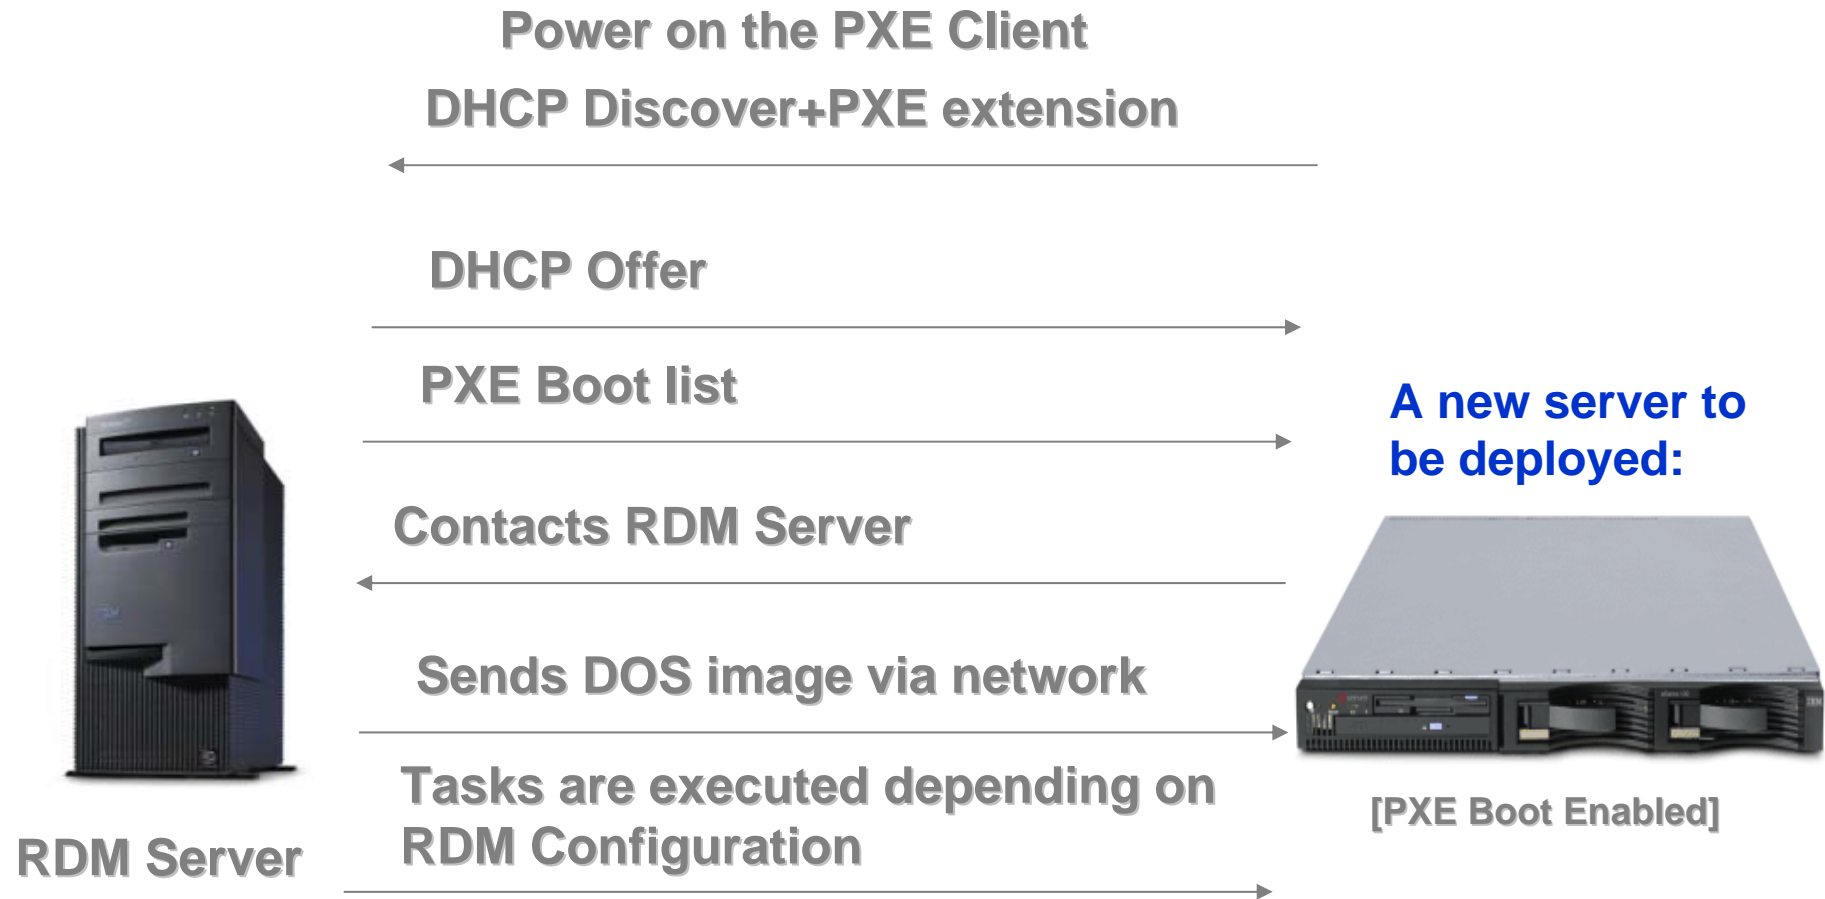 Power on the PXE Client
DHCP Discover+PXE extension
DHCP Offer
PXE Boot list
A new server to
be deployed:
Contacts RDM Server
Sends DOS image via network
Tasks are executed depending on
RDM Configuration
[PXE Boot Enabled]
RDM Server
IBM